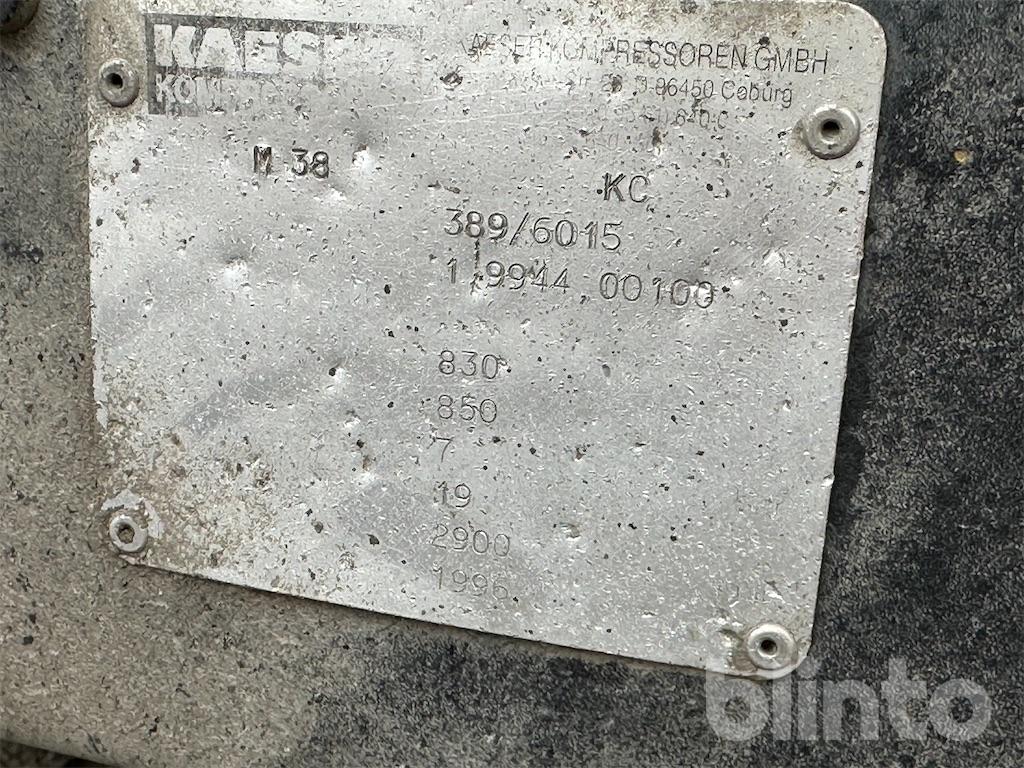 KAESER KOMPRESSOREN GMBH
D-96450 Coburg
M 38
KC
389/6015
1.9944.00100
830
850
7
19
2900
1996
blinto